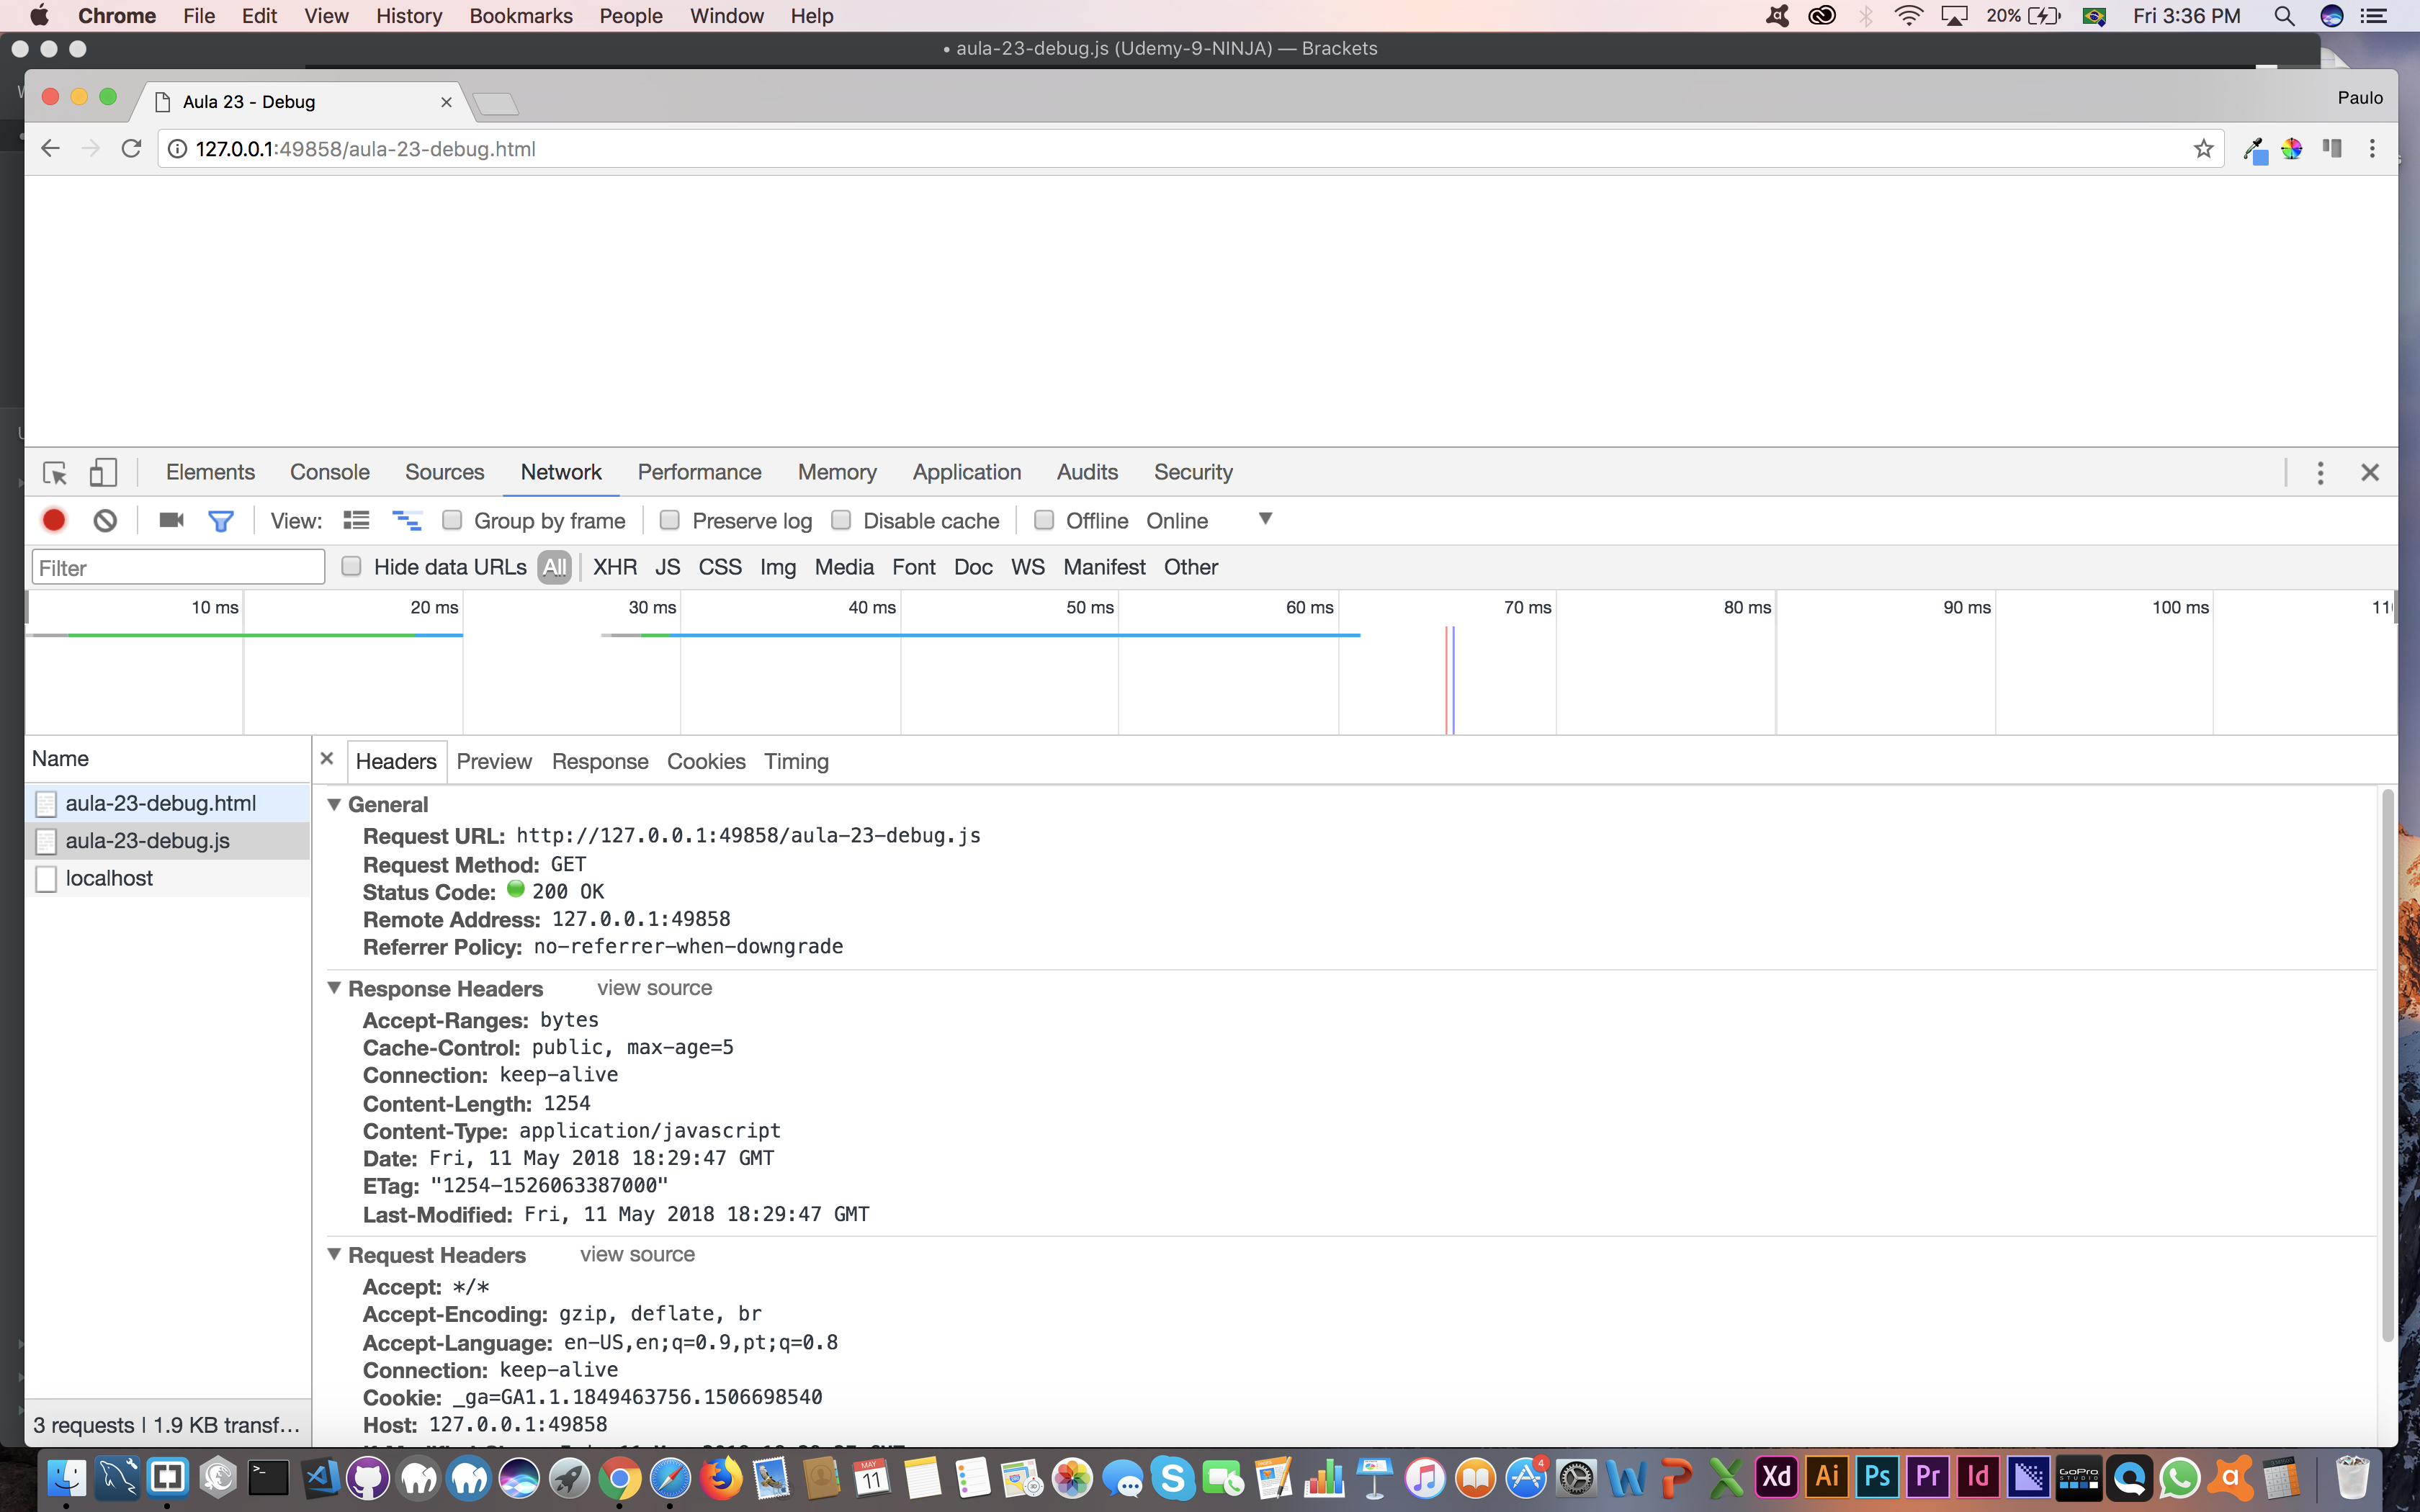 Chrome File Edit View History Bookmarks People Window Help 20% Fri 3:36 PM
• aula-23-debug.js (Udemy-9-NINJA) — Brackets
Aula 23 - Debug Paulo
127.0.0.1:49858/aula-23-debug.html
Elements Console Sources Network Performance Memory Application Audits Security
View: Group by frame Preserve log Disable cache Offline Online
Filter Hide data URLs All XHR JS CSS Img Media Font Doc WS Manifest Other
10 ms 20 ms 30 ms 40 ms 50 ms 60 ms 70 ms 80 ms 90 ms 100 ms
Name
aula-23-debug.html
aula-23-debug.js
localhost
3 requests | 1.9 KB transf...
Headers Preview Response Cookies Timing
General
Request URL: http://127.0.0.1:49858/aula-23-debug.js
Request Method: GET
Status Code: 200 OK
Remote Address: 127.0.0.1:49858
Referrer Policy: no-referrer-when-downgrade
Response Headers view source
Accept-Ranges: bytes
Cache-Control: public, max-age=5
Connection: keep-alive
Content-Length: 1254
Content-Type: application/javascript
Date: Fri, 11 May 2018 18:29:47 GMT
ETag: "1254-1526063387000"
Last-Modified: Fri, 11 May 2018 18:29:47 GMT
Request Headers view source
Accept: */*
Accept-Encoding: gzip, deflate, br
Accept-Language: en-US,en;q=0.9,pt;q=0.8
Connection: keep-alive
Cookie: _ga=GA1.1.1849463756.1506698540
Host: 127.0.0.1:49858
MAY
11
4
Xd Ai Ps Pr Id
GoPro
STUDIO